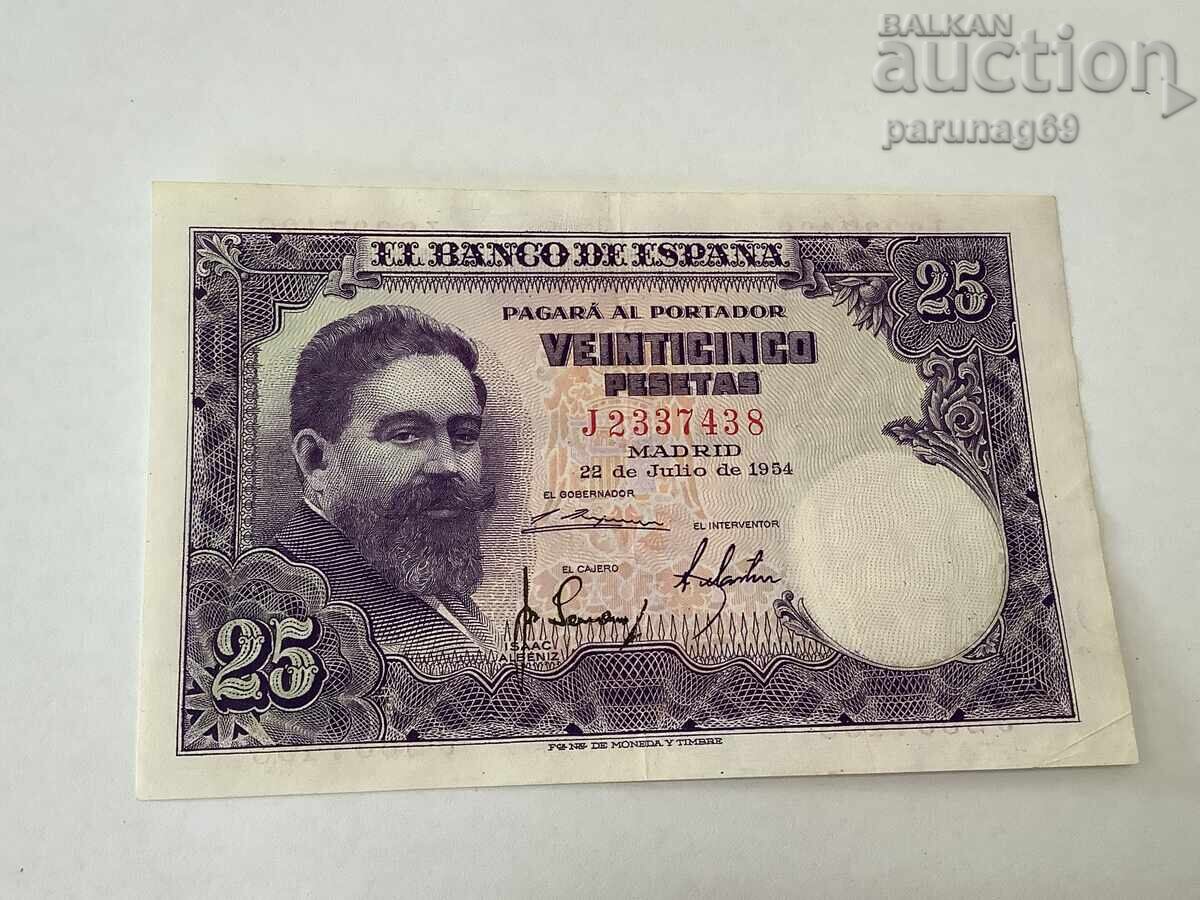 BALKAN
auction
parunag69
EL BANCO DE ESPAÑA
25
PAGARÁ AL PORTADOR
VEINTICINCO
PESETAS
J2337438
MADRID
22 de Julio de 1954
EL GOBERNADOR
EL INTERVENTOR
EL CAJERO
ISAAC
ALBÉNIZ
25
Fca. Nal. DE MONEDA Y TIMBRE